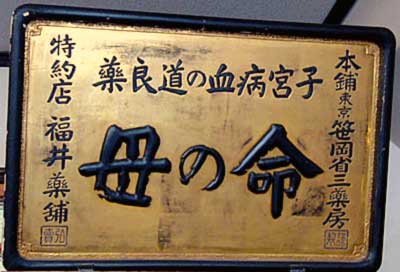 本鋪東京笹岡省三薬房
子宮病血の道良薬
命の母
特約店 福井薬舗